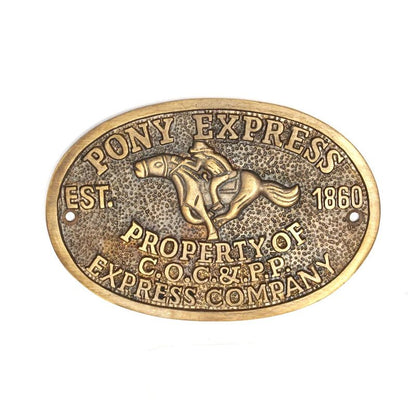 PONY EXPRESS
EST. 1860
PROPERTY OF
C.O.C. & P.P.
EXPRESS COMPANY